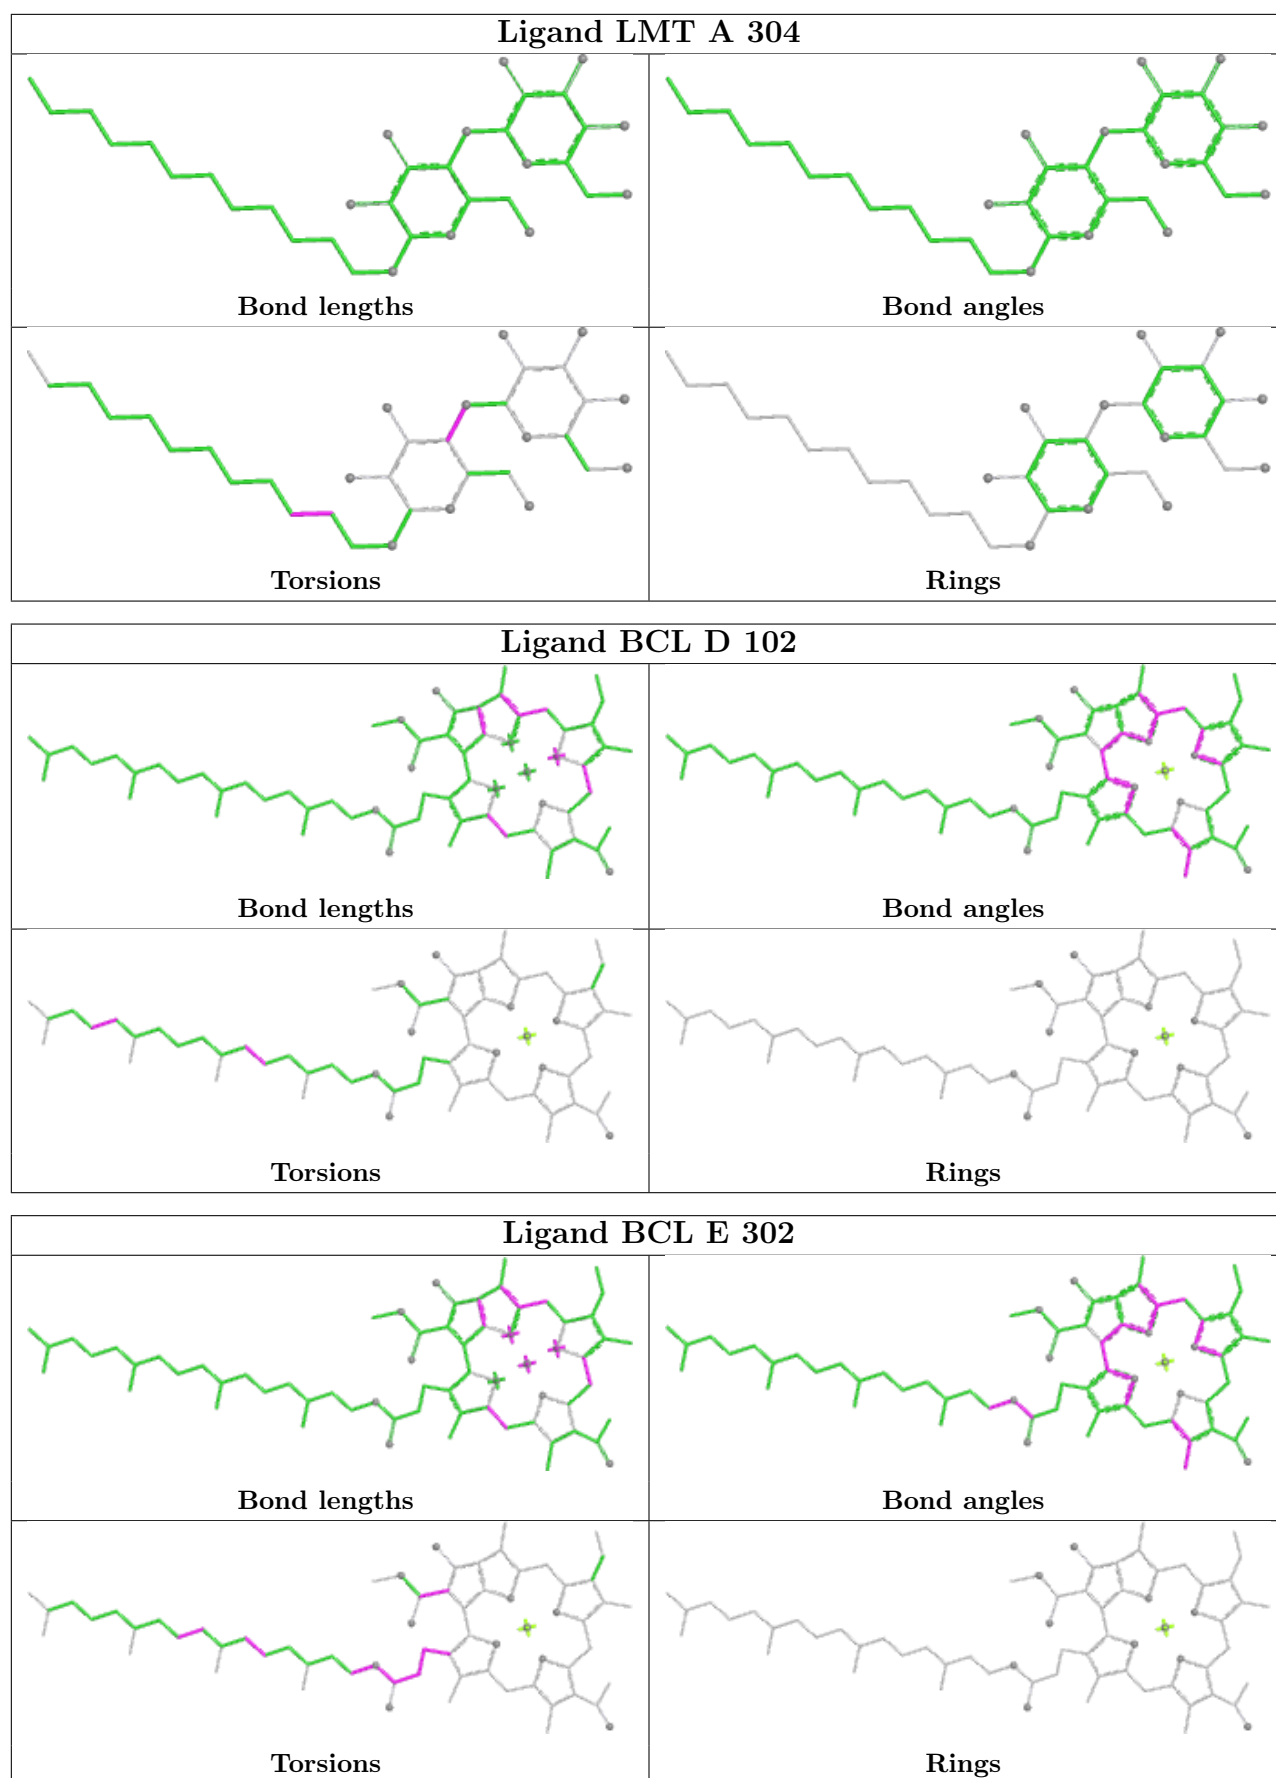 Ligand LMT A 304
Bond lengths
Bond angles
Torsions
Rings
Ligand BCL D 102
Bond lengths
Bond angles
Torsions
Rings
Ligand BCL E 302
Bond lengths
Bond angles
Torsions
Rings